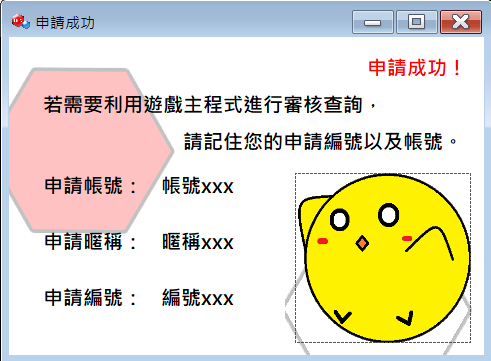 申請成功
申請成功！
若需要利用遊戲主程式進行審核查詢，
請記住您的申請編號以及帳號。
申請帳號： 帳號xxx
申請暱稱： 暱稱xxx
申請編號： 編號xxx